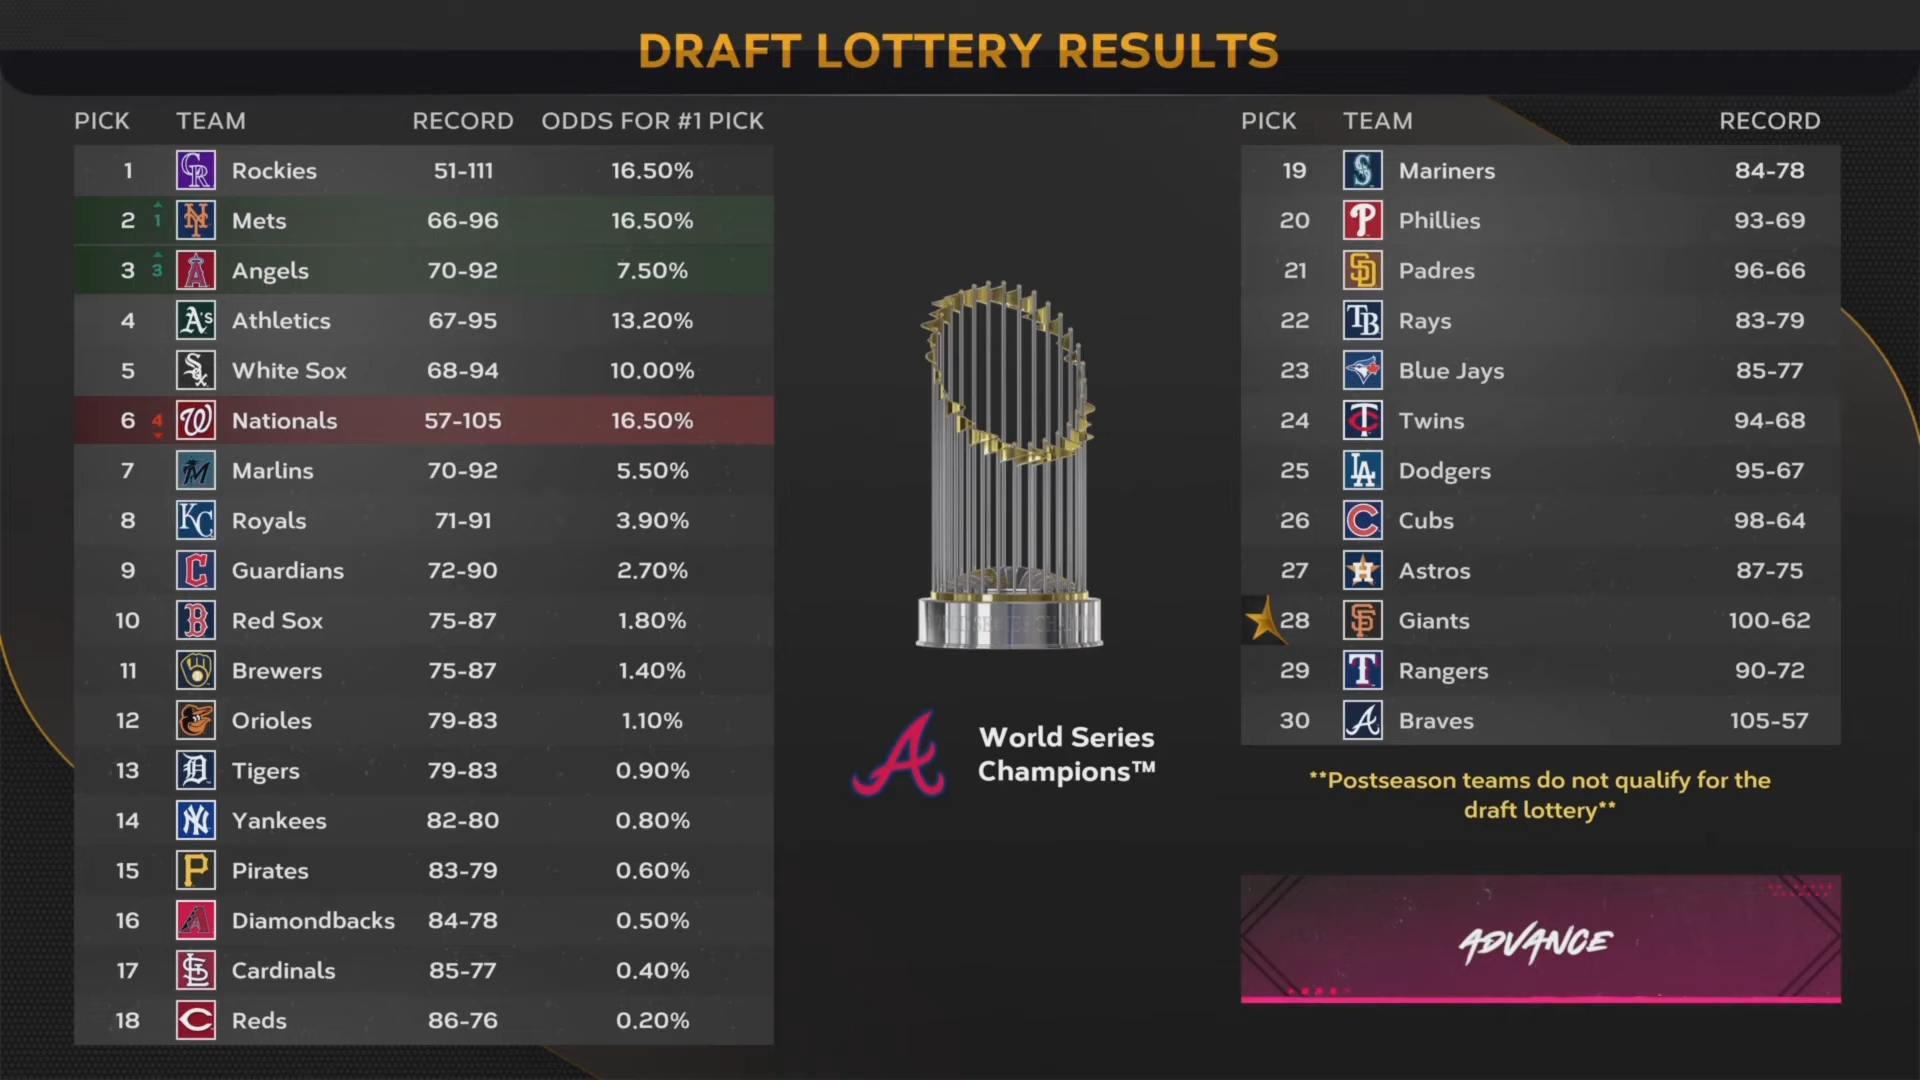 DRAFT LOTTERY RESULTS
PICK TEAM RECORD ODDS FOR #1 PICK
1 Rockies 51-111 16.50%
2 1 Mets 66-96 16.50%
3 3 Angels 70-92 7.50%
4 Athletics 67-95 13.20%
5 White Sox 68-94 10.00%
6 4 Nationals 57-105 16.50%
7 Marlins 70-92 5.50%
8 Royals 71-91 3.90%
9 Guardians 72-90 2.70%
10 Red Sox 75-87 1.80%
11 Brewers 75-87 1.40%
12 Orioles 79-83 1.10%
13 Tigers 79-83 0.90%
14 Yankees 82-80 0.80%
15 Pirates 83-79 0.60%
16 Diamondbacks 84-78 0.50%
17 Cardinals 85-77 0.40%
18 Reds 86-76 0.20%
World Series
Champions™
PICK TEAM RECORD
19 Mariners 84-78
20 Phillies 93-69
21 Padres 96-66
22 Rays 83-79
23 Blue Jays 85-77
24 Twins 94-68
25 Dodgers 95-67
26 Cubs 98-64
27 Astros 87-75
28 Giants 100-62
29 Rangers 90-72
30 Braves 105-57
**Postseason teams do not qualify for the
draft lottery**
ADVANCE